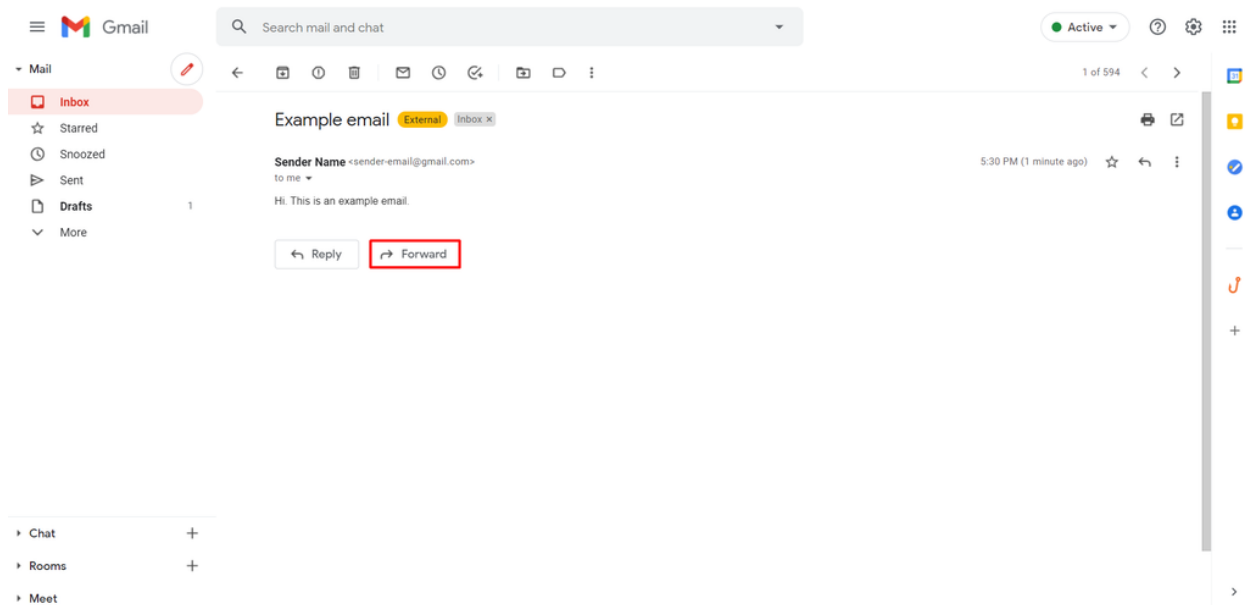 Gmail
Search mail and chat
Active
Mail
1 of 594
31
Inbox
Example email External Inbox ×
Starred
Snoozed
Sender Name <sender-email@gmail.com> 5:30 PM (1 minute ago)
Sent
to me
Hi. This is an example email.
Drafts 1
More
Reply Forward
Chat
Rooms
Meet